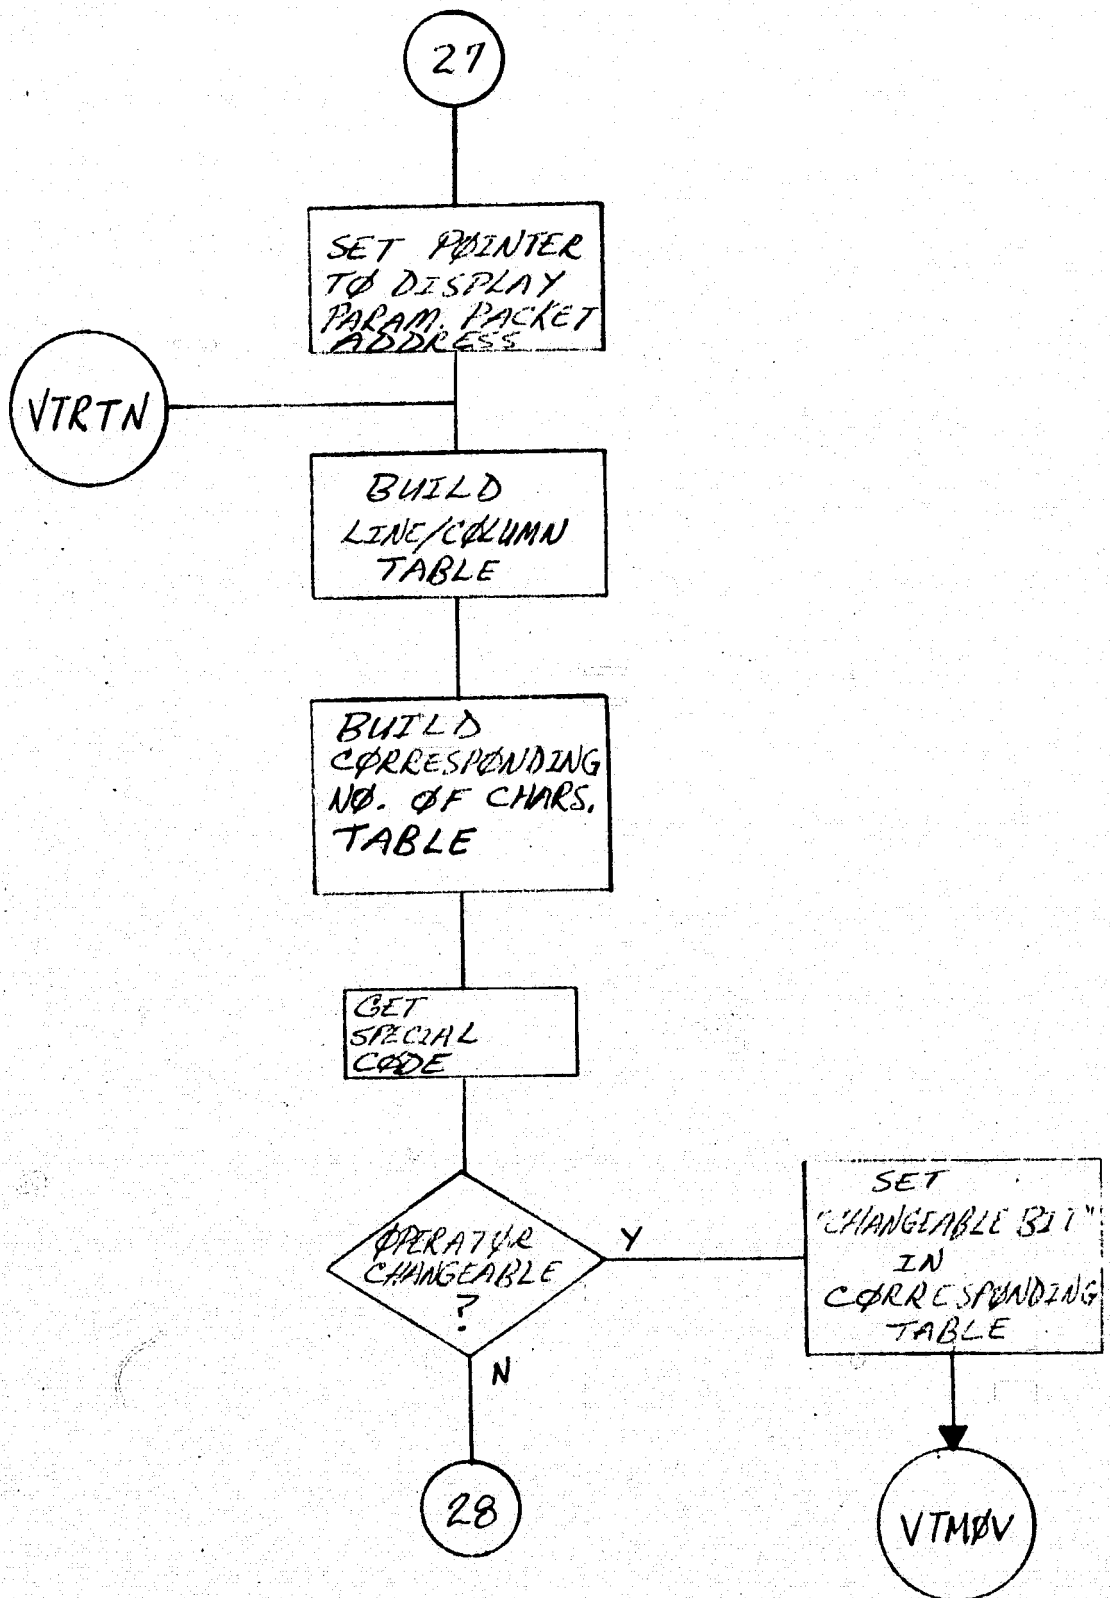 27
SET PØINTER
TØ DISPLAY
PARAM. PACKET
ADDRESS
VTRTN
BUILD
LINE/CØLUMN
TABLE
BUILD
CØRRESPØNDING
NØ. ØF CHARS.
TABLE
GET
SPECIAL
CØDE
ØPERATØR
CHANGEABLE
?
Y
N
SET
"CHANGEABLE BIT"
IN
CØRRESPØNDING
TABLE
28
VTMØV